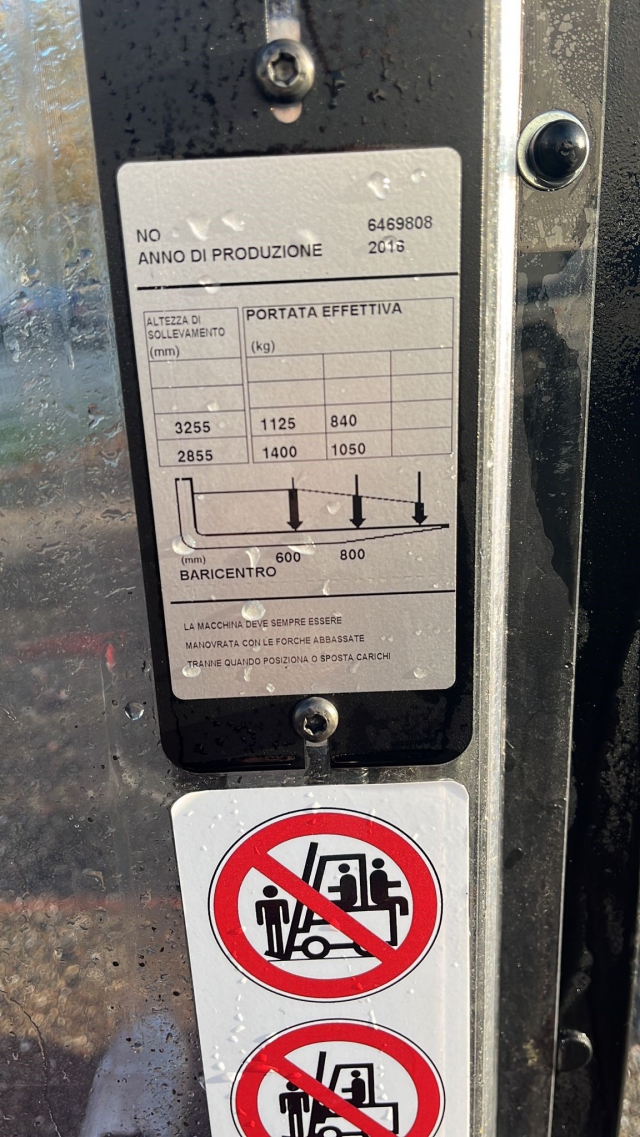 NO 6469808
ANNO DI PRODUZIONE 2016
ALTEZZA DI PORTATA EFFETTIVA
SOLLEVAMENTO
(mm) (kg)
3255 1125 840
2855 1400 1050
(mm) 600 800
BARICENTRO
LA MACCHINA DEVE SEMPRE ESSERE
MANOVRATA CON LE FORCHE ABBASSATE
TRANNE QUANDO POSIZIONA O SPOSTA CARICHI